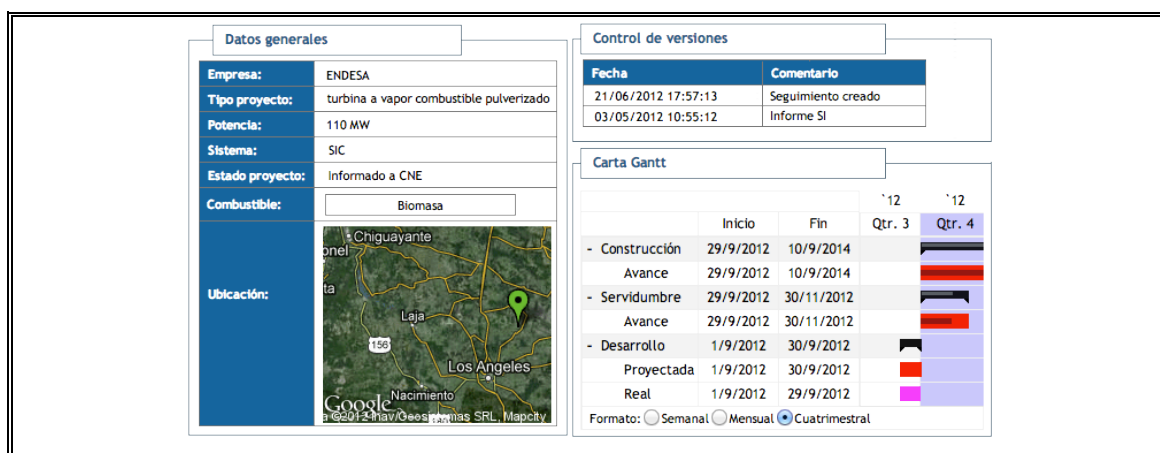 Datos generales
Empresa: ENDESA
Tipo proyecto: turbina a vapor combustible pulverizado
Potencia: 110 MW
Sistema: SIC
Estado proyecto: Informado a CNE
Combustible: Biomasa
Ubicación:
Chiguayante
Laja
156
Los Angeles
Nacimiento
Google
Mapcity
Control de versiones
Fecha Comentario
21/06/2012 17:57:13 Seguimiento creado
03/05/2012 10:55:12 Informe SI
Carta Gantt
`12 `12
Inicio Fin Qtr. 3 Qtr. 4
- Construcción 29/9/2012 10/9/2014
Avance 29/9/2012 10/9/2014
- Servidumbre 29/9/2012 30/11/2012
Avance 29/9/2012 30/11/2012
- Desarrollo 1/9/2012 30/9/2012
Proyectada 1/9/2012 30/9/2012
Real 1/9/2012 29/9/2012
Formato: Semanal Mensual Cuatrimestral